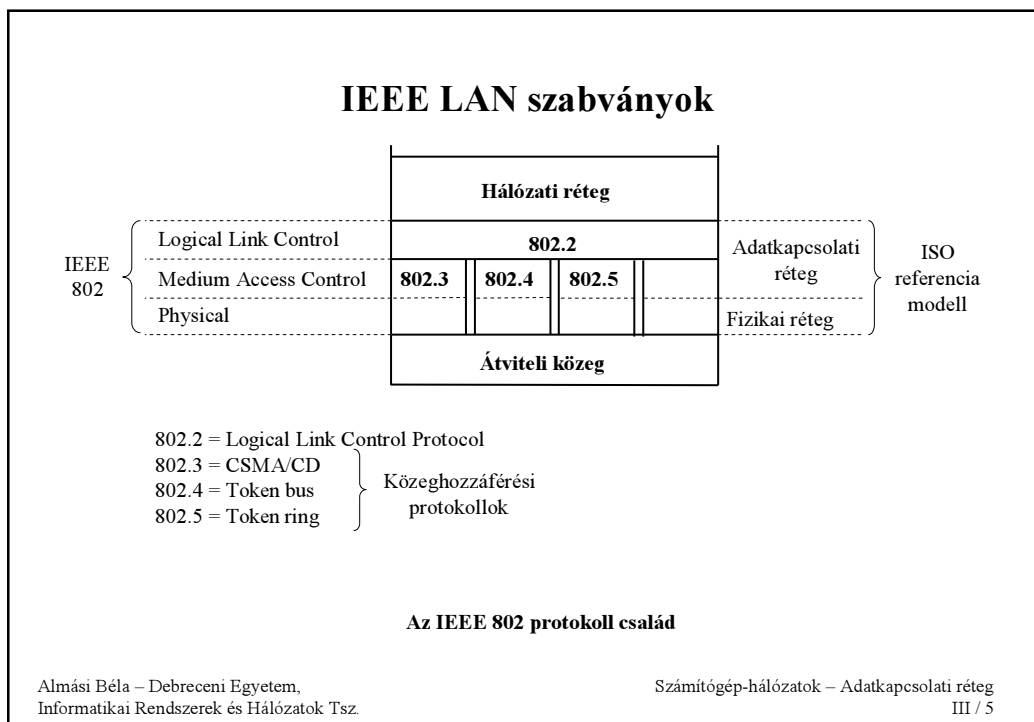 IEEE LAN szabványok
Hálózati réteg
Logical Link Control
802.2
Adatkapcsolati
réteg
IEEE
802
Medium Access Control
802.3
802.4
802.5
ISO
referencia
modell
Physical
Fizikai réteg
Átviteli közeg
802.2 = Logical Link Control Protocol
802.3 = CSMA/CD
802.4 = Token bus
802.5 = Token ring
Közeghozzáférési
protokollok
Az IEEE 802 protokoll család
Almási Béla – Debreceni Egyetem,
Informatikai Rendszerek és Hálózatok Tsz.
Számítógép-hálózatok – Adatkapcsolati réteg
III / 5